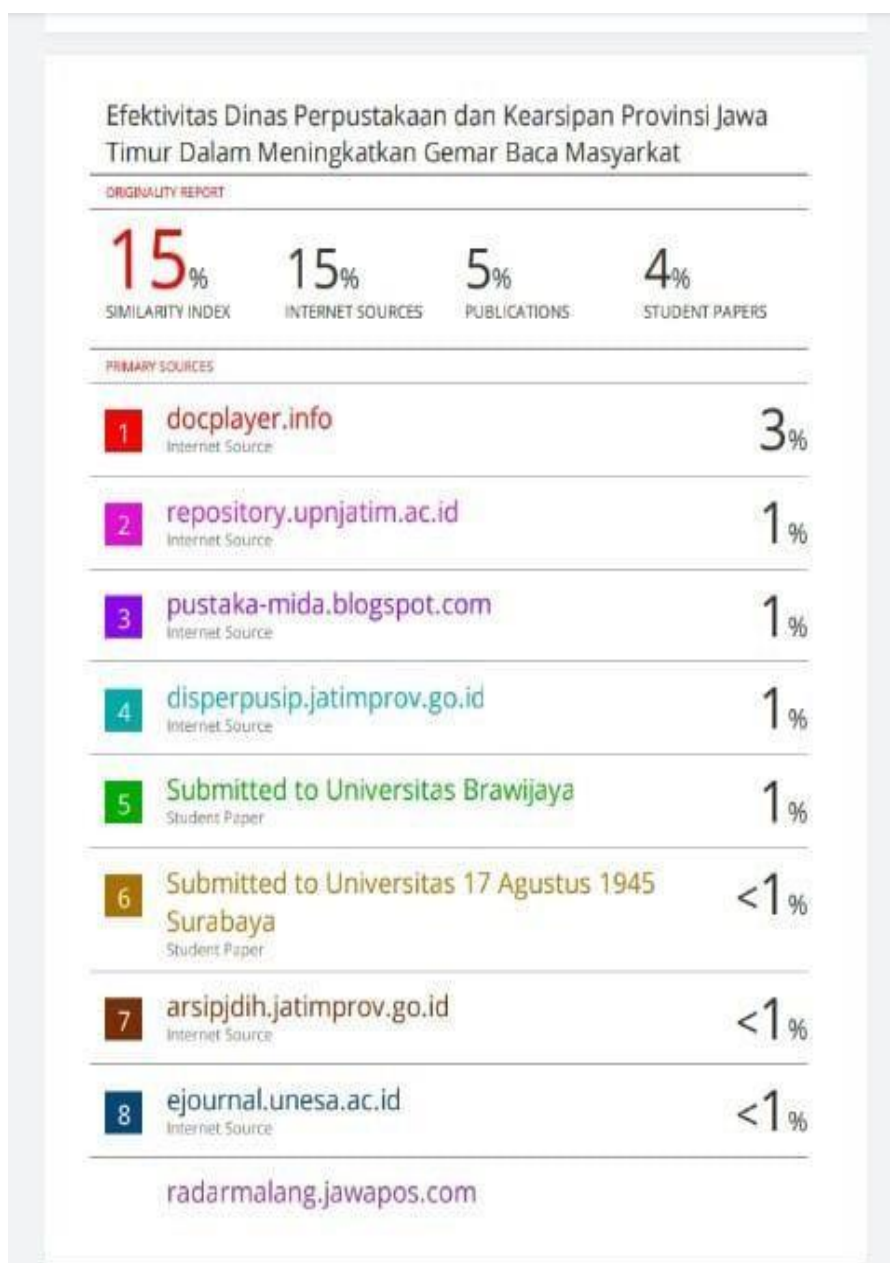 Efektivitas Dinas Perpustakaan dan Kearsipan Provinsi Jawa
Timur Dalam Meningkatkan Gemar Baca Masyarkat
ORIGINALITY REPORT
15% 15% 5% 4%
SIMILARITY INDEX INTERNET SOURCES PUBLICATIONS STUDENT PAPERS
PRIMARY SOURCES
1 docplayer.info 3%
Internet Source
2 repository.upnjatim.ac.id 1%
Internet Source
3 pustaka-mida.blogspot.com 1%
Internet Source
4 disperpusip.jatimprov.go.id 1%
Internet Source
5 Submitted to Universitas Brawijaya 1%
Student Paper
6 Submitted to Universitas 17 Agustus 1945 <1%
Surabaya
Student Paper
7 arsipjdih.jatimprov.go.id <1%
Internet Source
8 ejournal.unesa.ac.id <1%
Internet Source
radarmalang.jawapos.com